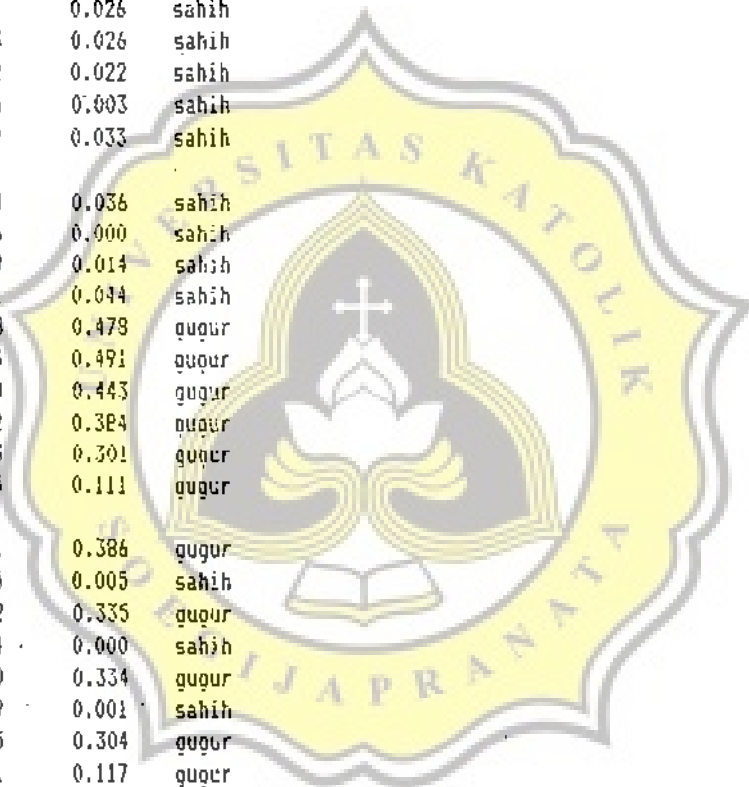 0.026 sahih
0.026 sahih
0.022 sahih
0.003 sahih
0.033 sahih
0.036 sahih
0.000 sahih
0.014 sahih
0.044 sahih
0.478 gugur
0.491 gugur
0.443 gugur
0.384 gugur
0.301 gugur
0.111 gugur
0.386 gugur
0.005 sahih
0.335 gugur
0.000 sahih
0.334 gugur
0.001 sahih
0.304 gugur
0.117 gugur
UNIVERSITAS KATOLIK
SOEGIJAPRANATA